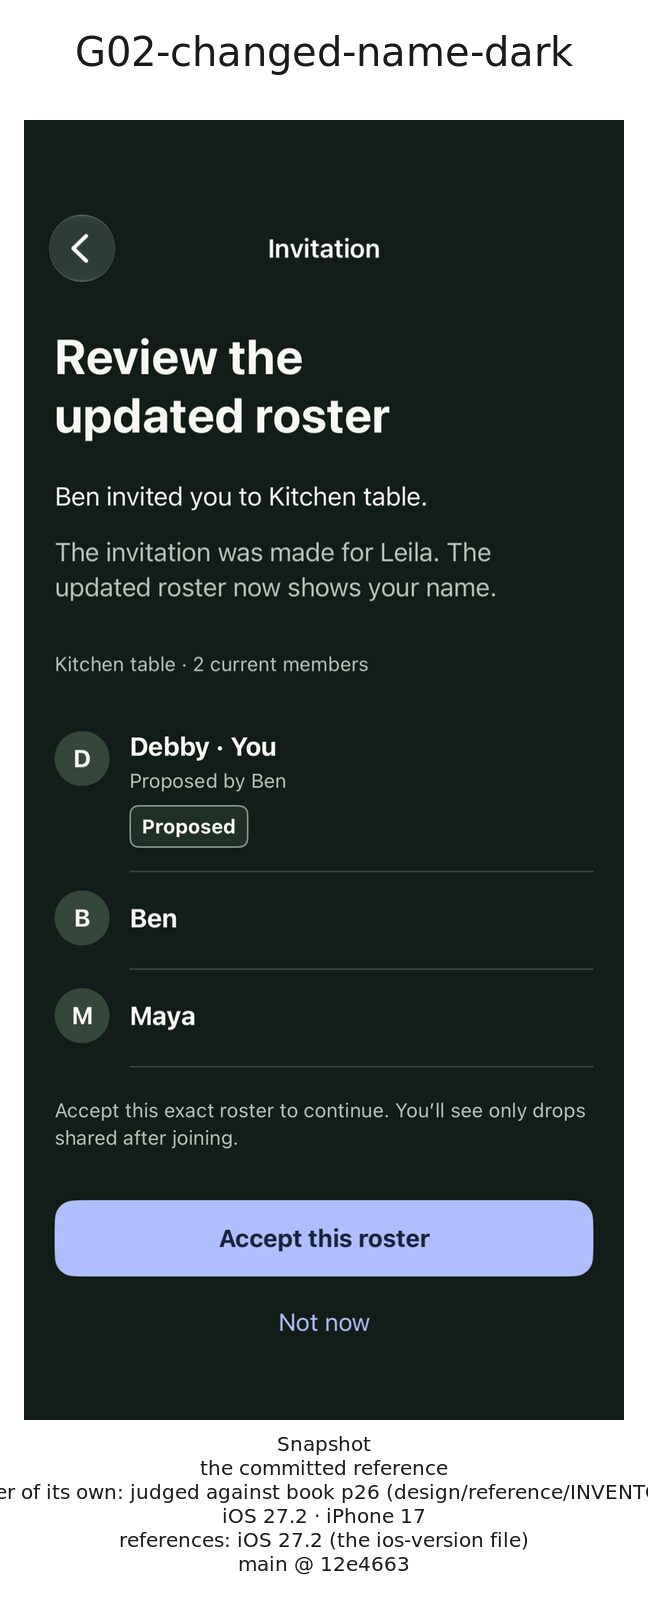 G02-changed-name-dark
Invitation
Review the
updated roster
Ben invited you to Kitchen table.
The invitation was made for Leila. The
updated roster now shows your name.
Kitchen table · 2 current members
D
Debby · You
Proposed by Ben
Proposed
B
Ben
M
Maya
Accept this exact roster to continue. You’ll see only drops
shared after joining.
Accept this roster
Not now
Snapshot
the committed reference
of its own: judged against book p26
iOS 27.2 · iPhone 17
references: iOS 27.2 (the ios-version file)
main @ 12e4663